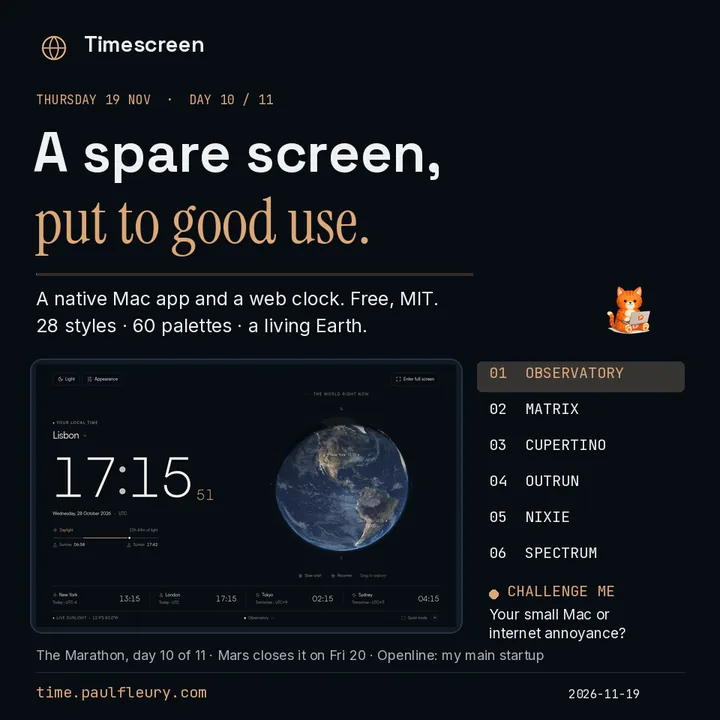 Timescreen
THURSDAY 19 NOV · DAY 10 / 11
A spare screen,
put to good use.
A native Mac app and a web clock. Free, MIT.
28 styles · 60 palettes · a living Earth.
Light
Appearance
Enter full screen
THE WORLD RIGHT NOW
YOUR LOCAL TIME
Lisbon
17:15 51
Wednesday, 28 October 2026 · UTC
Daylight
Sunrise 06:58
Sunset 17:42
New York 13:15
London 17:15
Tokyo 02:15
Sydney 04:15
LIVE SUNLIGHT
Observatory
01 OBSERVATORY
02 MATRIX
03 CUPERTINO
04 OUTRUN
05 NIXIE
06 SPECTRUM
CHALLENGE ME
Your small Mac or
internet annoyance?
The Marathon, day 10 of 11 · Mars closes it on Fri 20 · Openline: my main startup
time.paulfleury.com
2026-11-19